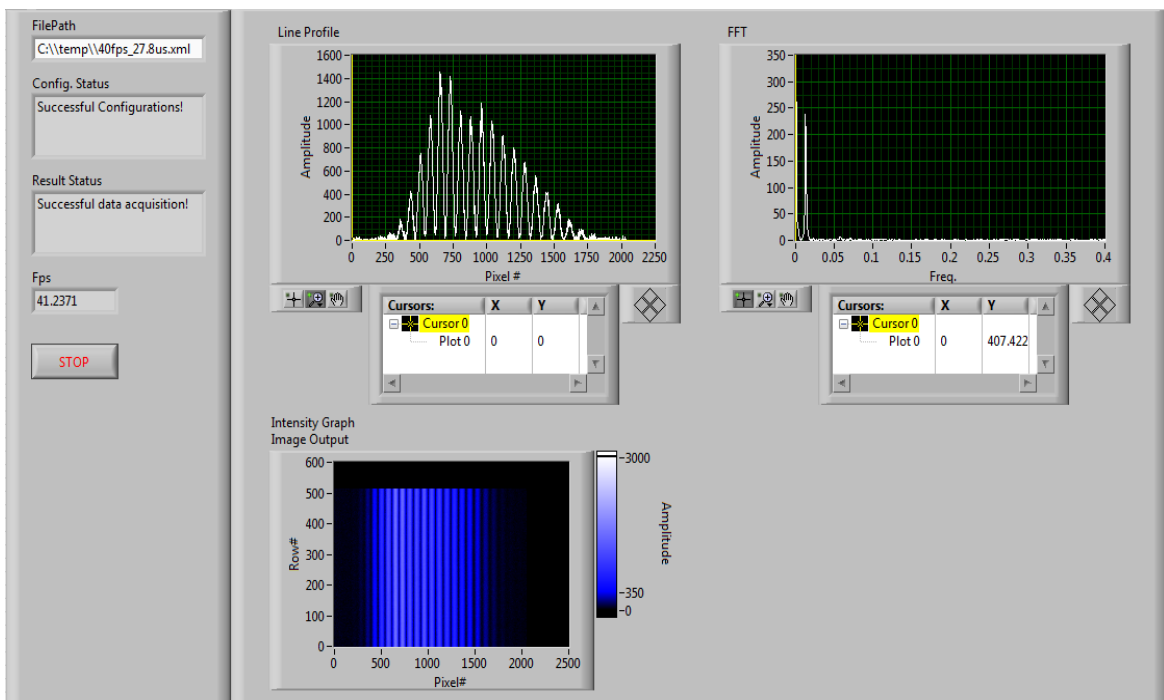 FilePath
C:\\temp\\40fps_27.8us.xml
Config. Status
Successful Configurations!
Result Status
Successful data acquisition!
Fps
41.2371
STOP
Line Profile
1600
1400
1200
1000
800
600
400
200
0
Amplitude
0 250 500 750 1000 1250 1500 1750 2000 2250
Pixel #
Cursors: X Y
Cursor 0
Plot 0 0 0
FFT
350
300
250
200
150
100
50
0
Amplitude
0 0.05 0.1 0.15 0.2 0.25 0.3 0.35 0.4
Freq.
Cursors: X Y
Cursor 0
Plot 0 0 407.422
Intensity Graph
Image Output
600
500
400
300
200
100
0
Row#
0 500 1000 1500 2000 2500
Pixel#
3000
350
0
Amplitude